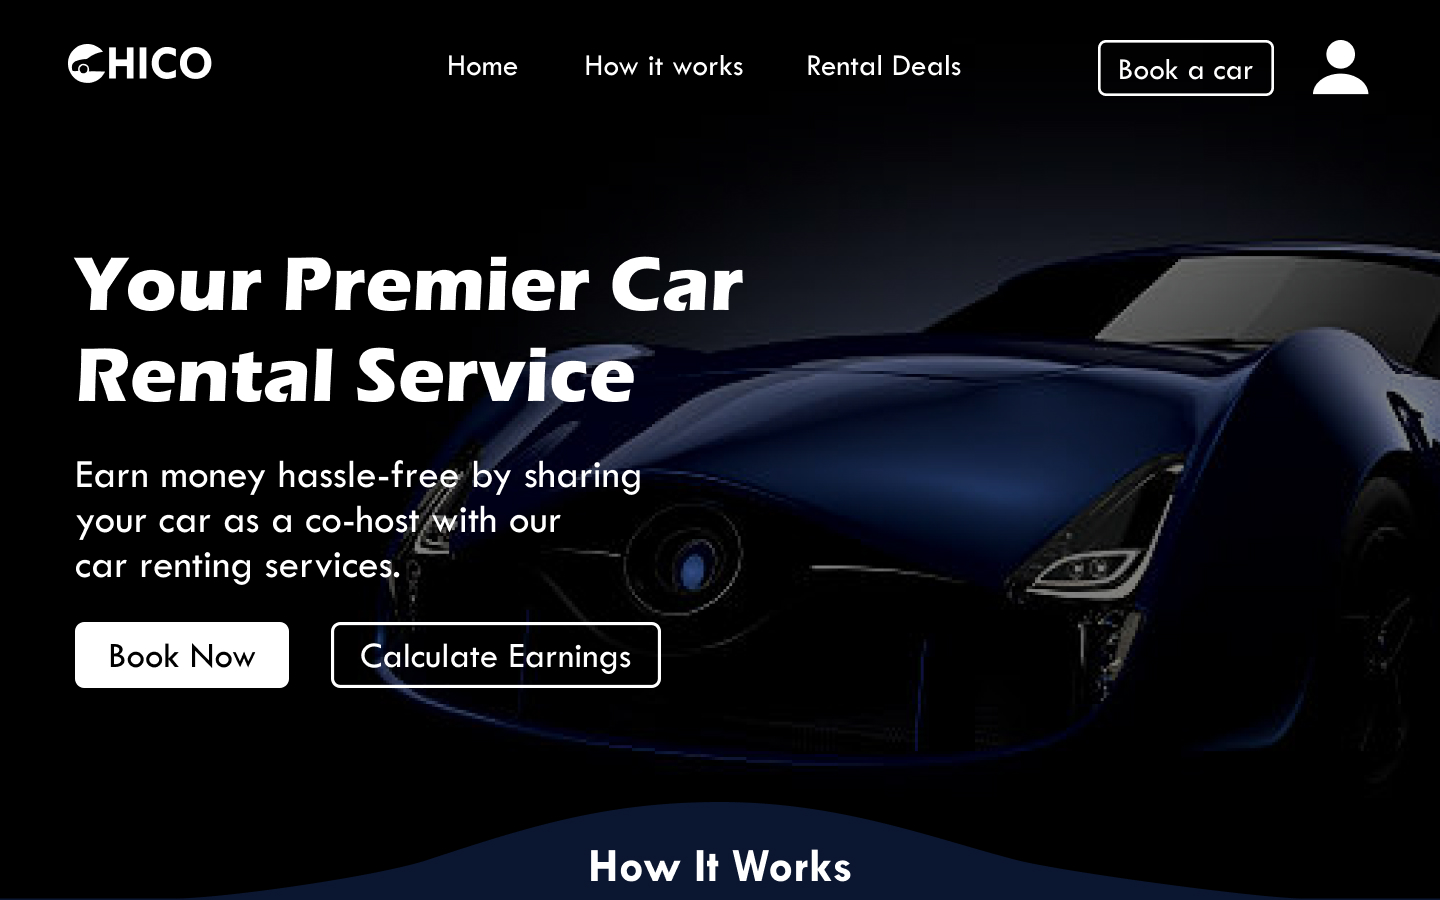 CHICO
Home
How it works
Rental Deals
Book a car
Your Premier Car
Rental Service
Earn money hassle-free by sharing
your car as a co-host with our
car renting services.
Book Now
Calculate Earnings
How It Works